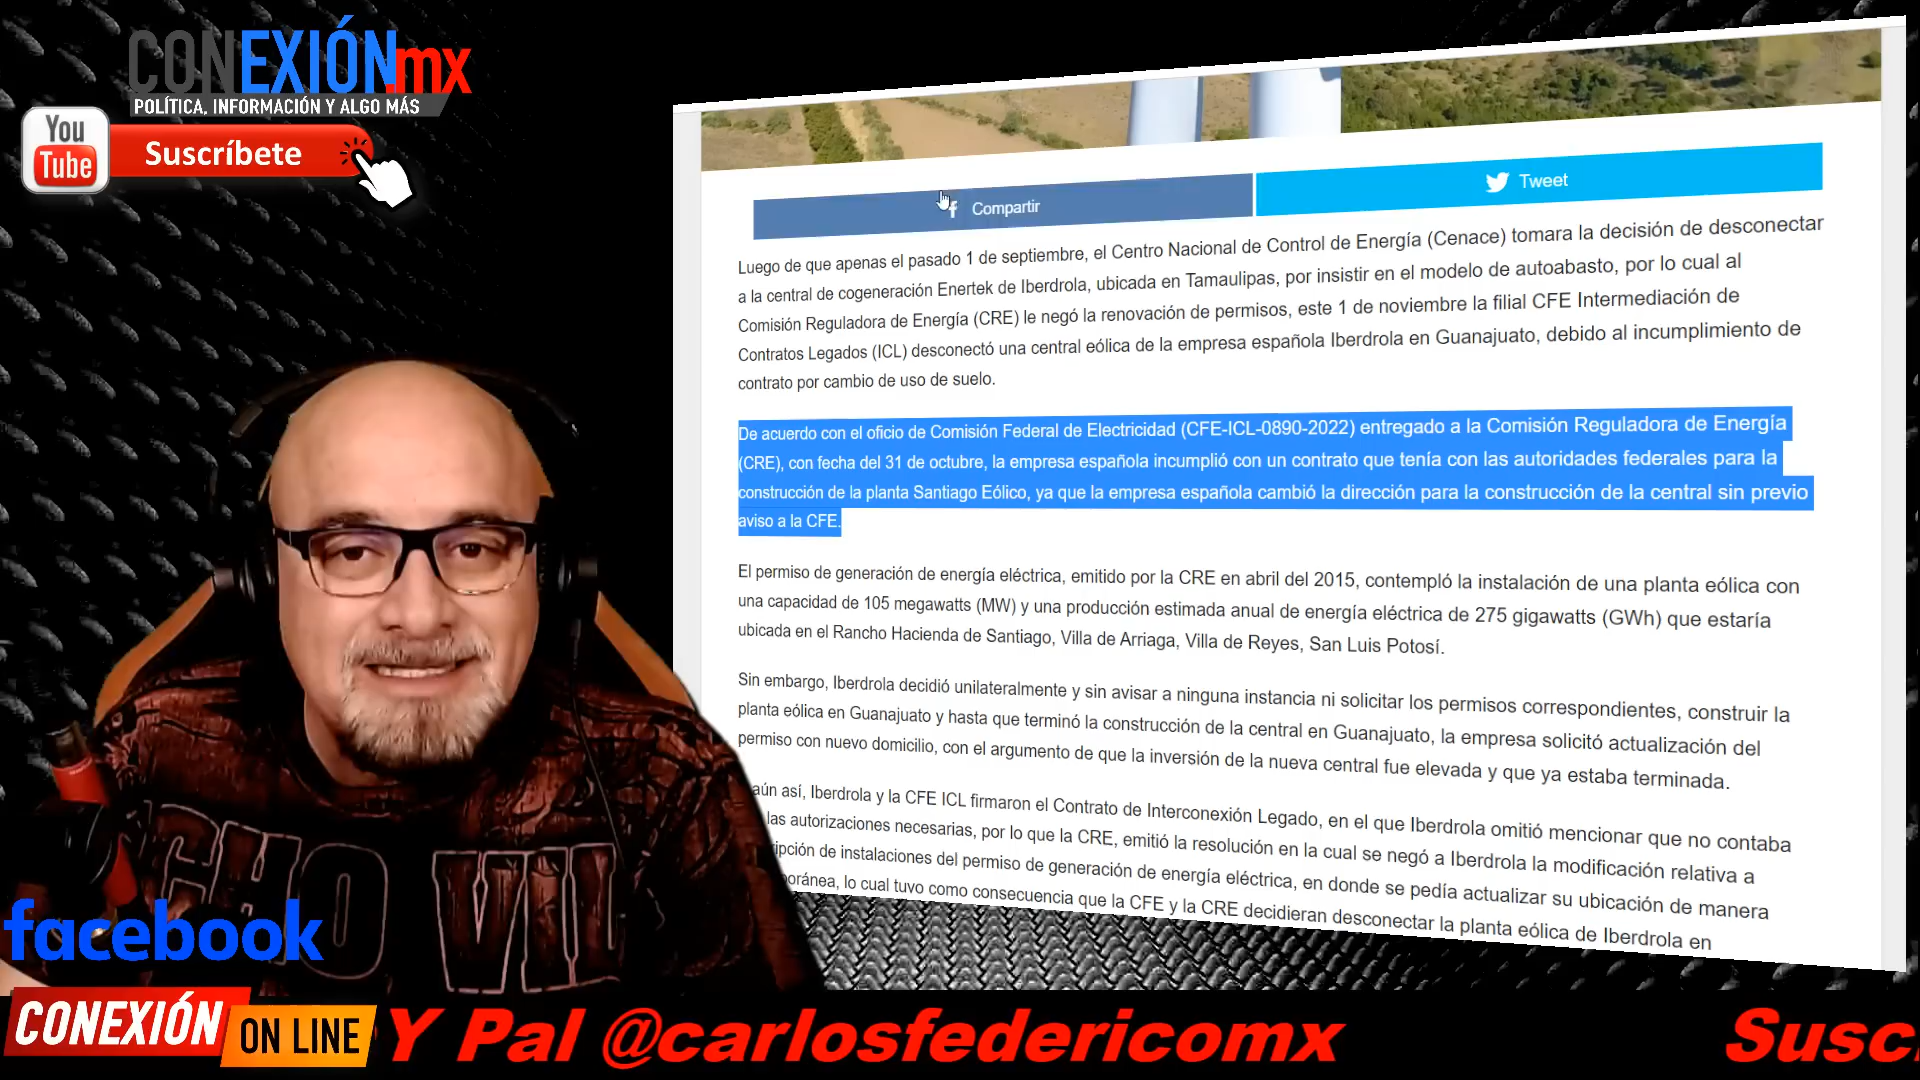 CONEXIÓN.mx
POLÍTICA, INFORMACIÓN Y ALGO MÁS
You
Tube
Suscríbete
Compartir
Tweet
Luego de que apenas el pasado 1 de septiembre, el Centro Nacional de Control de Energía (Cenace) tomara la decisión de desconectar
a la central de cogeneración Enertek de Iberdrola, ubicada en Tamaulipas, por insistir en el modelo de autoabasto, por lo cual al
Comisión Reguladora de Energía (CRE) le negó la renovación de permisos, este 1 de noviembre la filial CFE Intermediación de
Contratos Legados (ICL) desconectó una central eólica de la empresa española Iberdrola en Guanajuato, debido al incumplimiento de
contrato por cambio de uso de suelo.
De acuerdo con el oficio de Comisión Federal de Electricidad (CFE-ICL-0890-2022) entregado a la Comisión Reguladora de Energía
(CRE), con fecha del 31 de octubre, la empresa española incumplió con un contrato que tenía con las autoridades federales para la
construcción de la planta Santiago Eólico, ya que la empresa española cambió la dirección para la construcción de la central sin previo
aviso a la CFE.
El permiso de generación de energía eléctrica, emitido por la CRE en abril del 2015, contempló la instalación de una planta eólica con
una capacidad de 105 megawatts (MW) y una producción estimada anual de energía eléctrica de 275 gigawatts (GWh) que estaría
ubicada en el Rancho Hacienda de Santiago, Villa de Arriaga, Villa de Reyes, San Luis Potosí.
Sin embargo, Iberdrola decidió unilateralmente y sin avisar a ninguna instancia ni solicitar los permisos correspondientes, construir la
planta eólica en Guanajuato y hasta que terminó la construcción de la central en Guanajuato, la empresa solicitó actualización del
permiso con nuevo domicilio, con el argumento de que la inversión de la nueva central fue elevada y que ya estaba terminada.
aún así, Iberdrola y la CFE ICL firmaron el Contrato de Interconexión Legado, en el que Iberdrola omitió mencionar que no contaba
las autorizaciones necesarias, por lo que la CRE, emitió la resolución en la cual se negó a Iberdrola la modificación relativa a
ripción de instalaciones del permiso de generación de energía eléctrica, en donde se pedía actualizar su ubicación de manera
poránea, lo cual tuvo como consecuencia que la CFE y la CRE decidieran desconectar la planta eólica de Iberdrola en
CHO VIL
facebook
CONEXIÓN
ON LINE
Y Pal @carlosfedericomx
Susc